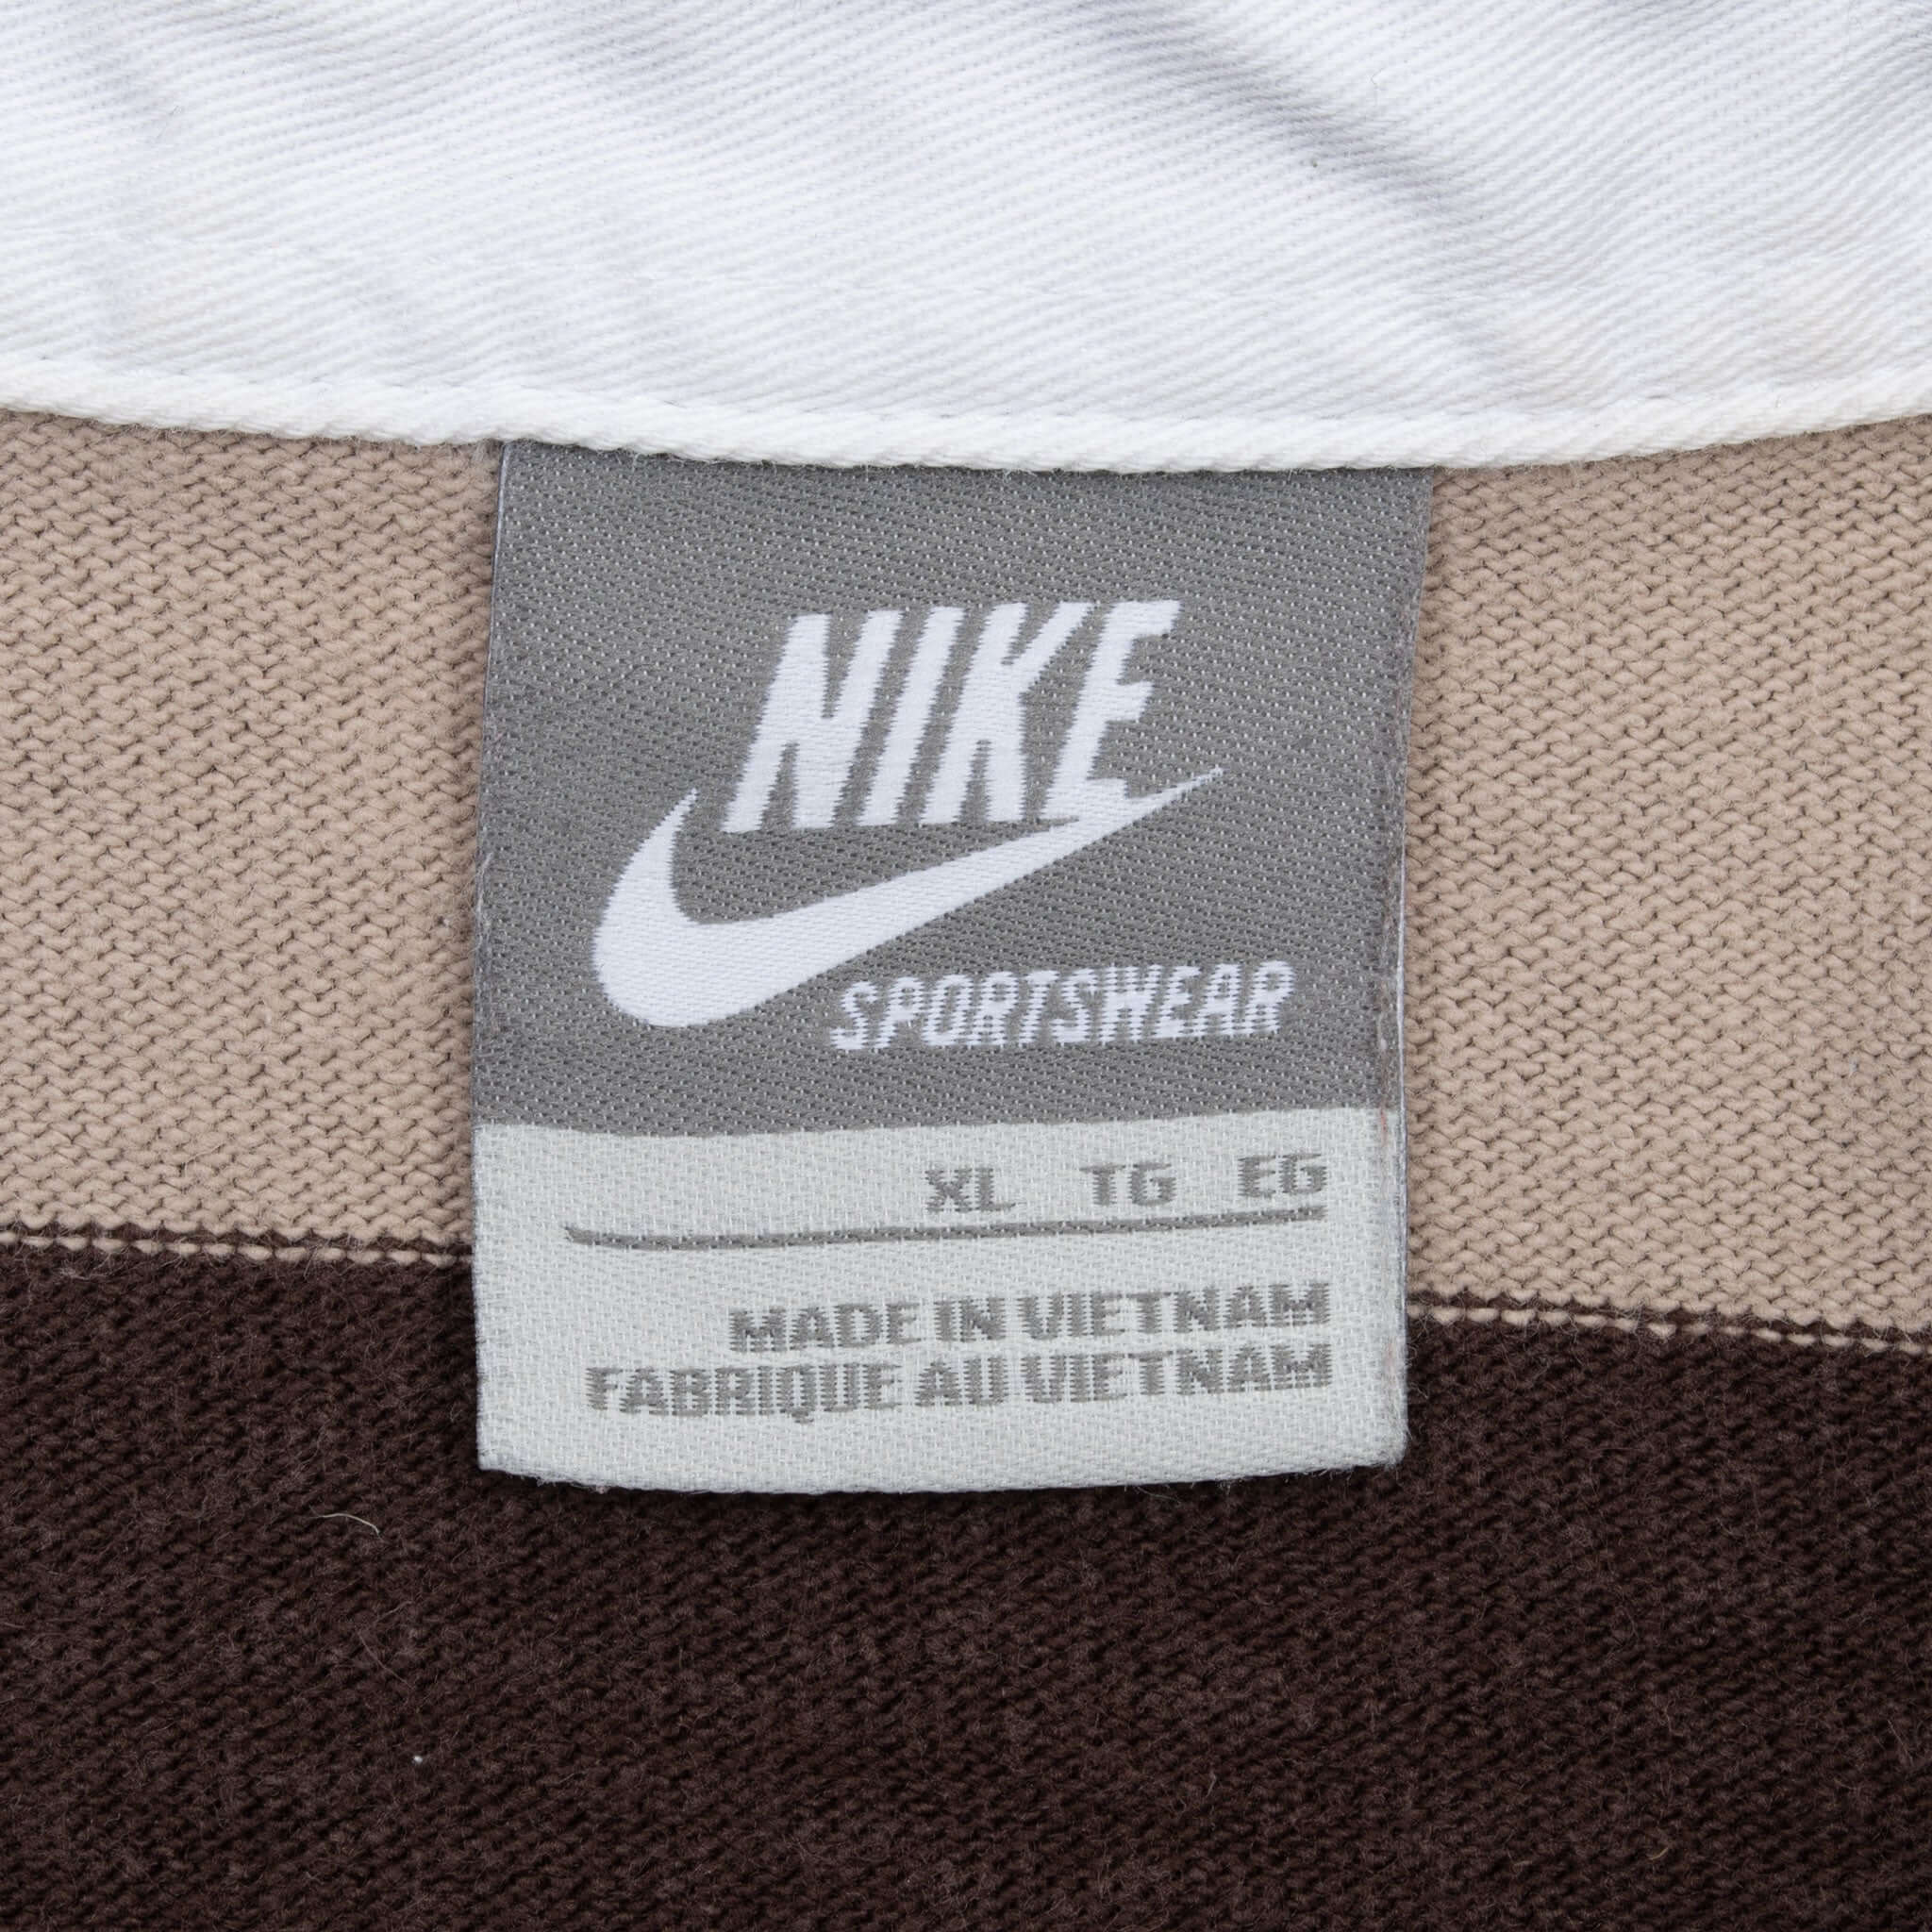 NIKE
SPORTSWEAR
XL TG EG
MADE IN VIETNAM
FABRIQUE AU VIETNAM